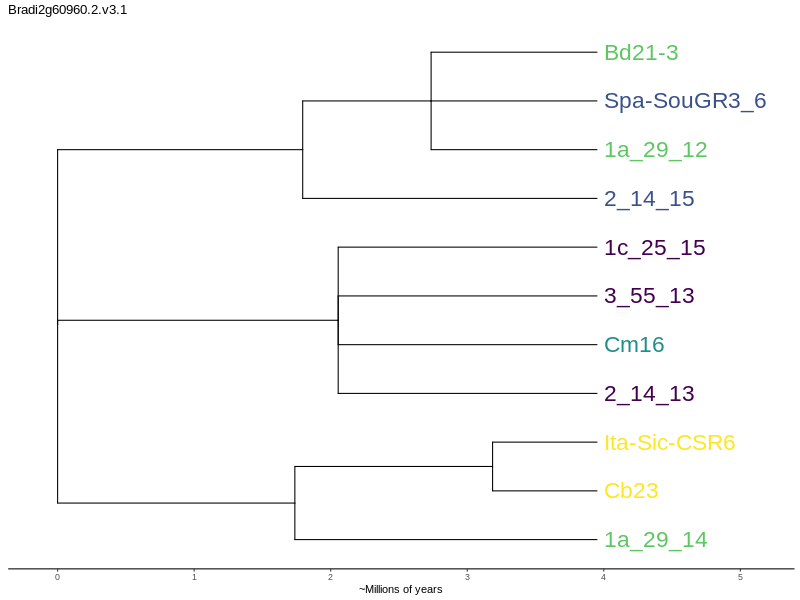 Bradi2g60960.2.v3.1
Bd21-3
Spa-SouGR3_6
1a_29_12
2_14_15
1c_25_15
3_55_13
Cm16
2_14_13
Ita-Sic-CSR6
Cb23
1a_29_14
0 1 2 3 4 5
~Millions of years